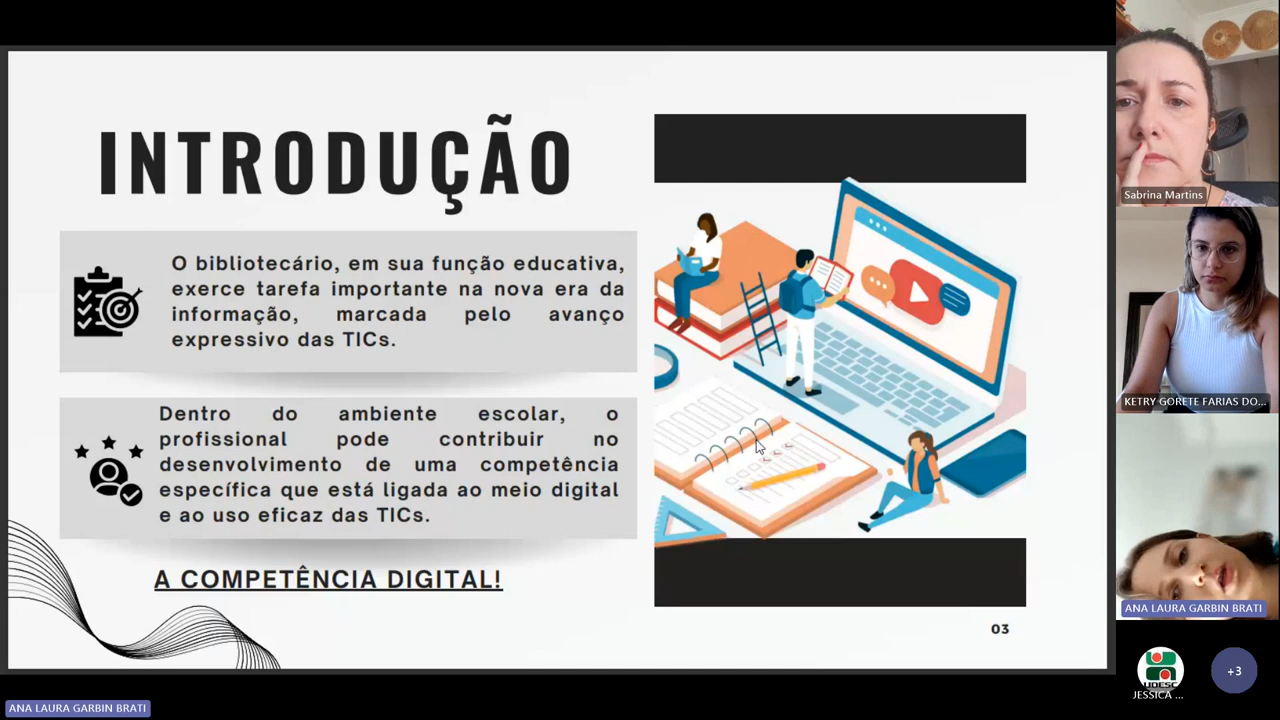 INTRODUÇÃO
O bibliotecário, em sua função educativa,
exerce tarefa importante na nova era da
informação, marcada pelo avanço
expressivo das TICs.
Dentro do ambiente escolar, o
profissional pode contribuir no
desenvolvimento de uma competência
específica que está ligada ao meio digital
e ao uso eficaz das TICs.
A COMPETÊNCIA DIGITAL!
03
Sabrina Martins
KETRY GORETE FARIAS DO...
ANA LAURA GARBIN BRATI
UDESC
JESSICA ...
+3
ANA LAURA GARBIN BRATI